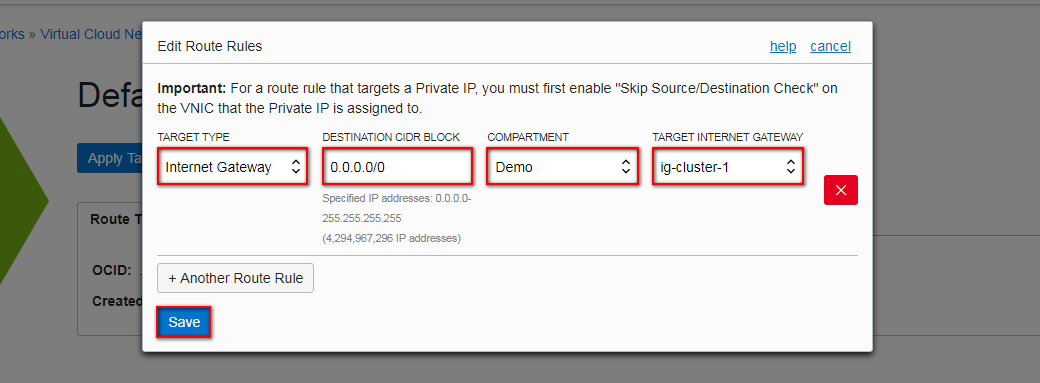 orks » Virtual Cloud Ne
Defa
Apply Ta
Route T
OCID:
Created
Edit Route Rules
help cancel
Important: For a route rule that targets a Private IP, you must first enable "Skip Source/Destination Check" on
the VNIC that the Private IP is assigned to.
TARGET TYPE DESTINATION CIDR BLOCK COMPARTMENT TARGET INTERNET GATEWAY
Internet Gateway 0.0.0.0/0 Demo ig-cluster-1
Specified IP addresses: 0.0.0.0-
255.255.255.255
(4,294,967,296 IP addresses)
+ Another Route Rule
Save